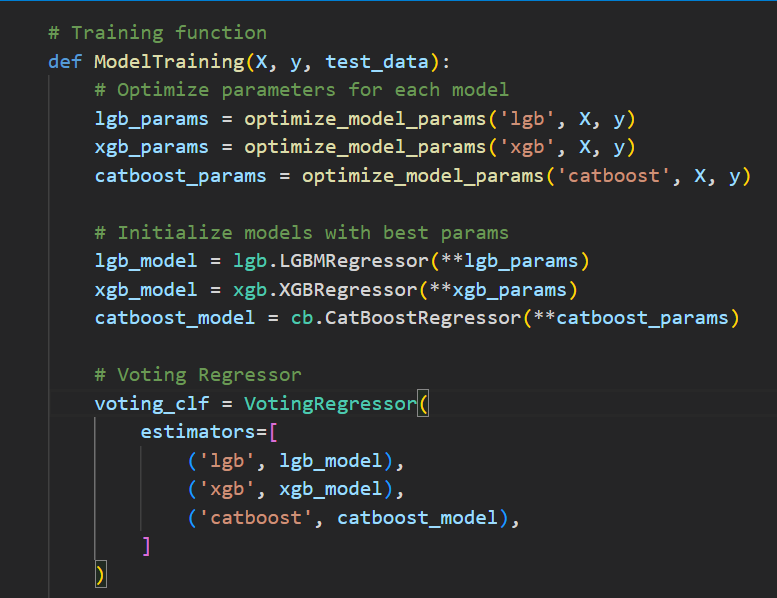 # Training function
def ModelTraining(X, y, test_data):
    # Optimize parameters for each model
    lgb_params = optimize_model_params('lgb', X, y)
    xgb_params = optimize_model_params('xgb', X, y)
    catboost_params = optimize_model_params('catboost', X, y)

    # Initialize models with best params
    lgb_model = lgb.LGBMRegressor(**lgb_params)
    xgb_model = xgb.XGBRegressor(**xgb_params)
    catboost_model = cb.CatBoostRegressor(**catboost_params)

    # Voting Regressor
    voting_clf = VotingRegressor(
        estimators=[
            ('lgb', lgb_model),
            ('xgb', xgb_model),
            ('catboost', catboost_model),
        ]
    )